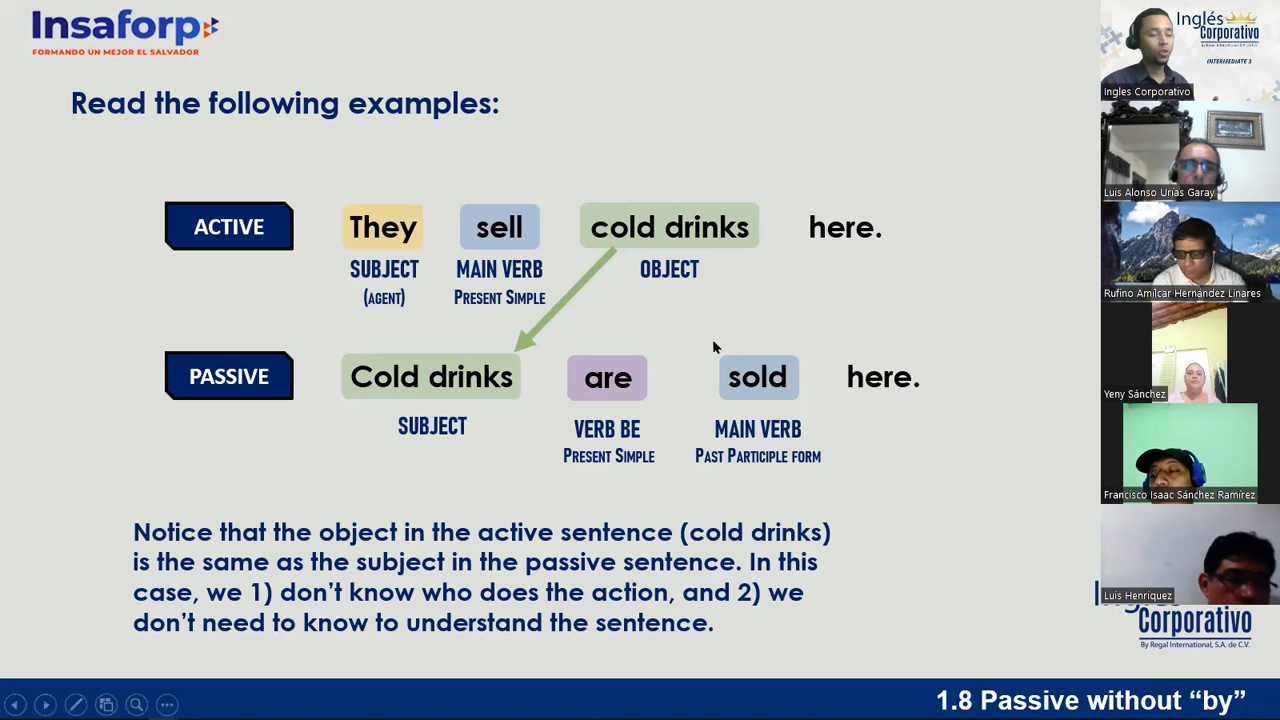 Insaforp
FORMANDO UN MEJOR EL SALVADOR
Read the following examples:
ACTIVE
They sell cold drinks here.
SUBJECT MAIN VERB OBJECT
(AGENT) PRESENT SIMPLE
PASSIVE
Cold drinks are sold here.
SUBJECT VERB BE MAIN VERB
PRESENT SIMPLE PAST PARTICIPLE FORM
Notice that the object in the active sentence (cold drinks)
is the same as the subject in the passive sentence. In this
case, we 1) don’t know who does the action, and 2) we
don’t need to know to understand the sentence.
1.8 Passive without “by”
Inglés
Corporativo
By Regal International, S.A. de C.V.
INTERMEDIATE 3
Ingles Corporativo
Luis Alonso Urías Garay
Rufino Amilcar Hernández Linares
Yeny Sánchez
Francisco Isaac Sánchez Ramírez
Luis Henríquez
Corporativo
By Regal International, S.A. de C.V.